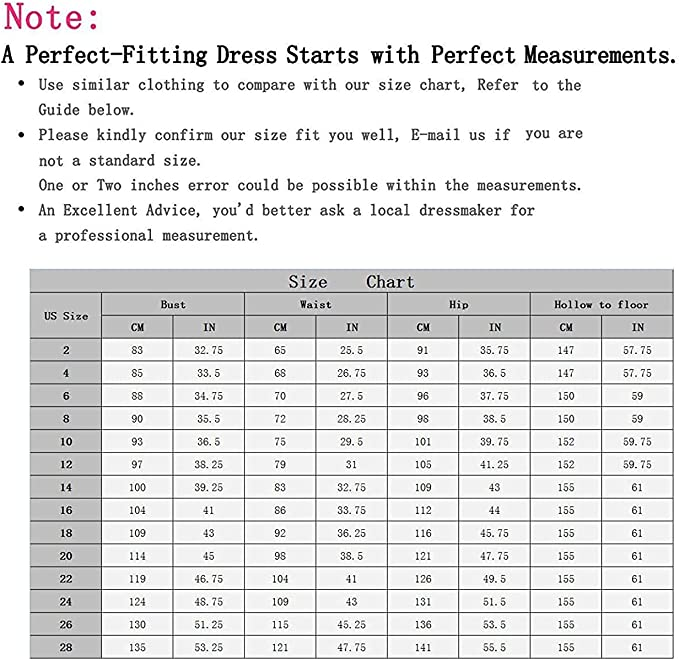 Note:
A Perfect-Fitting Dress Starts with Perfect Measurements.
• Use similar clothing to compare with our size chart, Refer to the
Guide below.
• Please kindly confirm our size fit you well, E-mail us if you are
not a standard size.
One or Two inches error could be possible within the measurements.
• An Excellent Advice, you'd better ask a local dressmaker for
a professional measurement.
Size Chart
US Size Bust Waist Hip Hollow to floor
CM IN CM IN CM IN CM IN
2 83 32.75 65 25.5 91 35.75 147 57.75
4 85 33.5 68 26.75 93 36.5 147 57.75
6 88 34.75 70 27.5 96 37.75 150 59
8 90 35.5 72 28.25 98 38.5 150 59
10 93 36.5 75 29.5 101 39.75 152 59.75
12 97 38.25 79 31 105 41.25 152 59.75
14 100 39.25 83 32.75 109 43 155 61
16 104 41 86 33.75 112 44 155 61
18 109 43 92 36.25 116 45.75 155 61
20 114 45 98 38.5 121 47.75 155 61
22 119 46.75 104 41 126 49.5 155 61
24 124 48.75 109 43 131 51.5 155 61
26 130 51.25 115 45.25 136 53.5 155 61
28 135 53.25 121 47.75 141 55.5 155 61